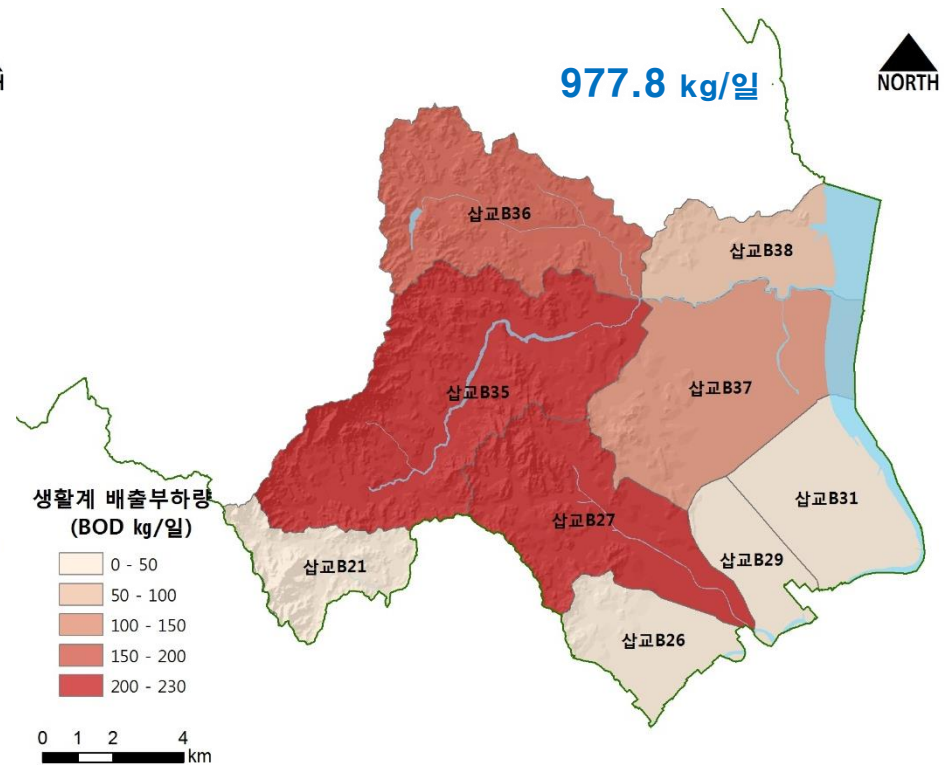 977.8 kg/일
H
NORTH
삽교B36
삽교B38
삽교B35
삽교B37
삽교B31
삽교B27
삽교B29
삽교B21
삽교B26
생활계 배출부하량
(BOD kg/일)
0 - 50
50 - 100
100 - 150
150 - 200
200 - 230
0 1 2 4
km